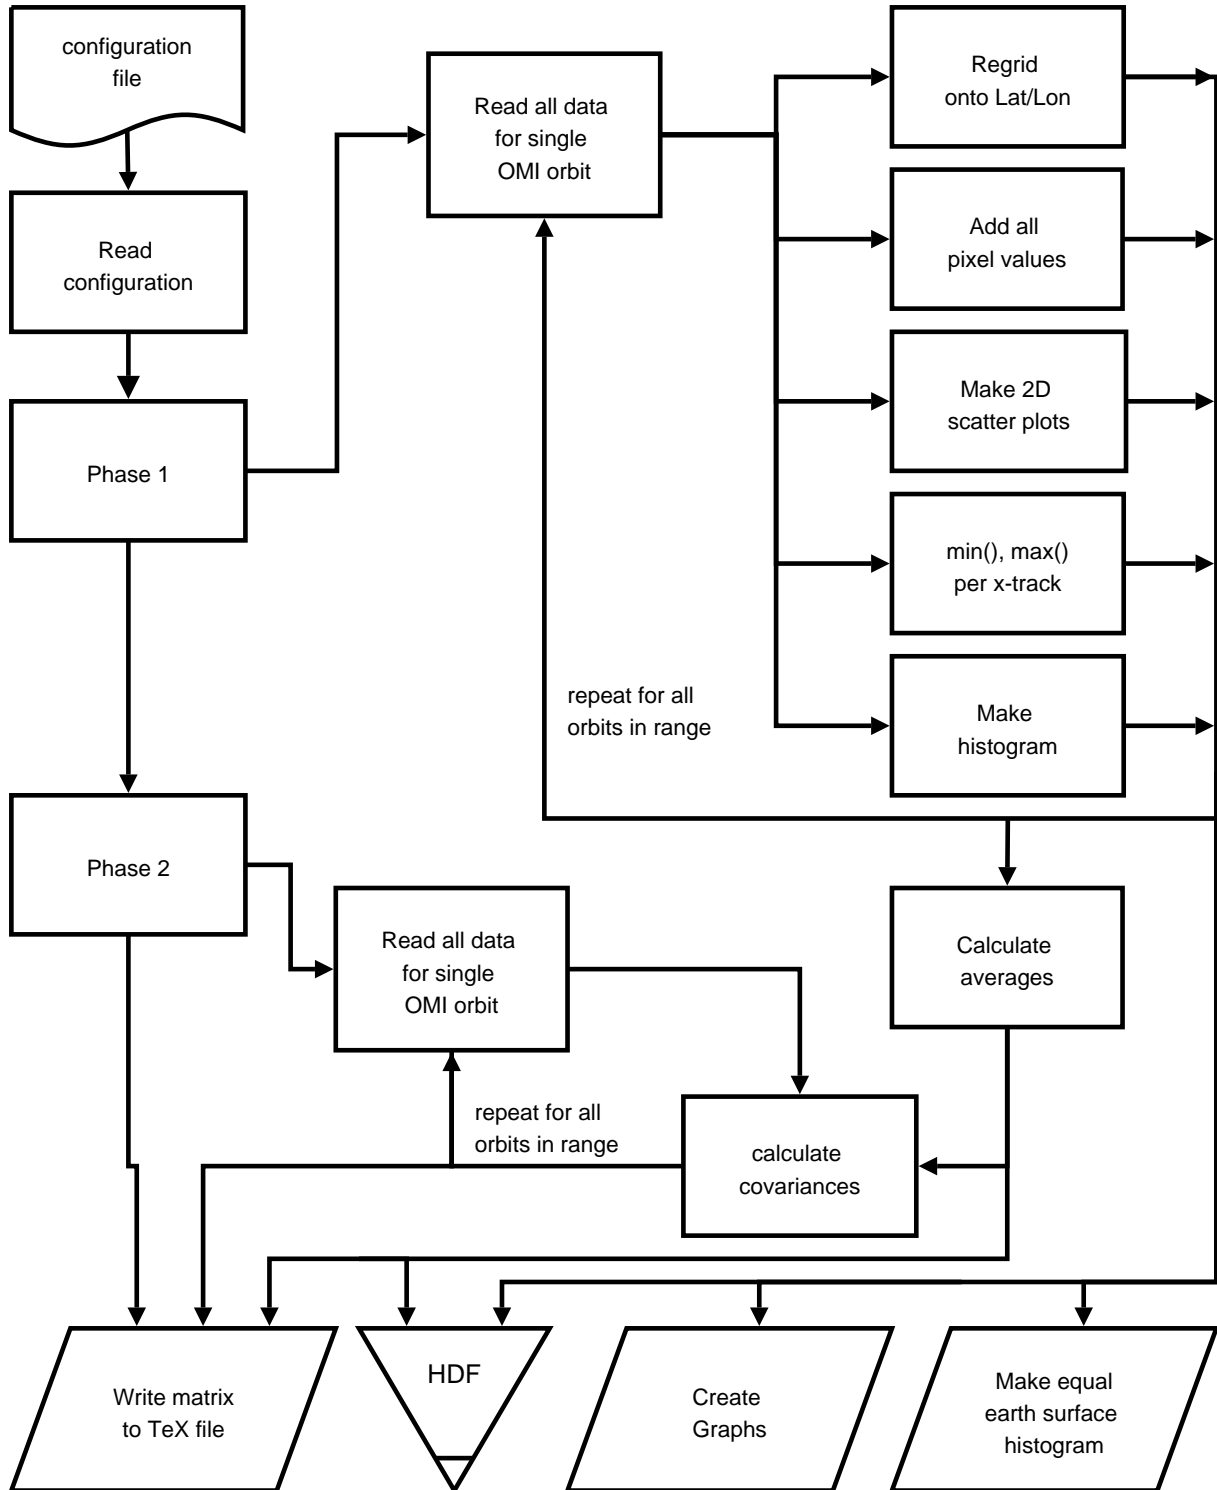 configuration
file
Read all data
for single
OMI orbit
Regrid
onto Lat/Lon
Read
configuration
Add all
pixel values
Make 2D
scatter plots
Phase 1
min(), max()
per x-track
repeat for all
orbits in range
Make
histogram
Phase 2
Read all data
for single
OMI orbit
Calculate
averages
repeat for all
orbits in range
calculate
covariances
Write matrix
to TeX file
HDF
Create
Graphs
Make equal
earth surface
histogram